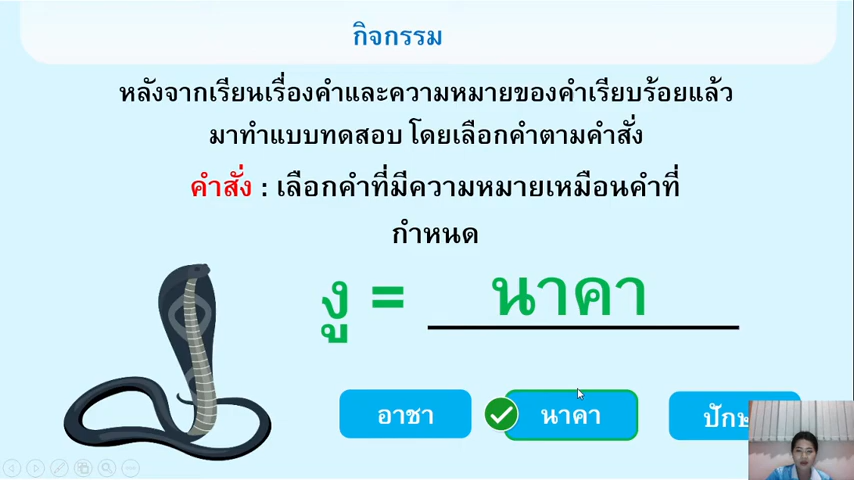 กิจกรรม
หลังจากเรียนเรื่องคำและความหมายของคำเรียบร้อยแล้ว
มาทำแบบทดสอบ โดยเลือกคำตามคำสั่ง
คำสั่ง : เลือกคำที่มีความหมายเหมือนคำที่
กำหนด
งู = นาคา
อาชา นาคา